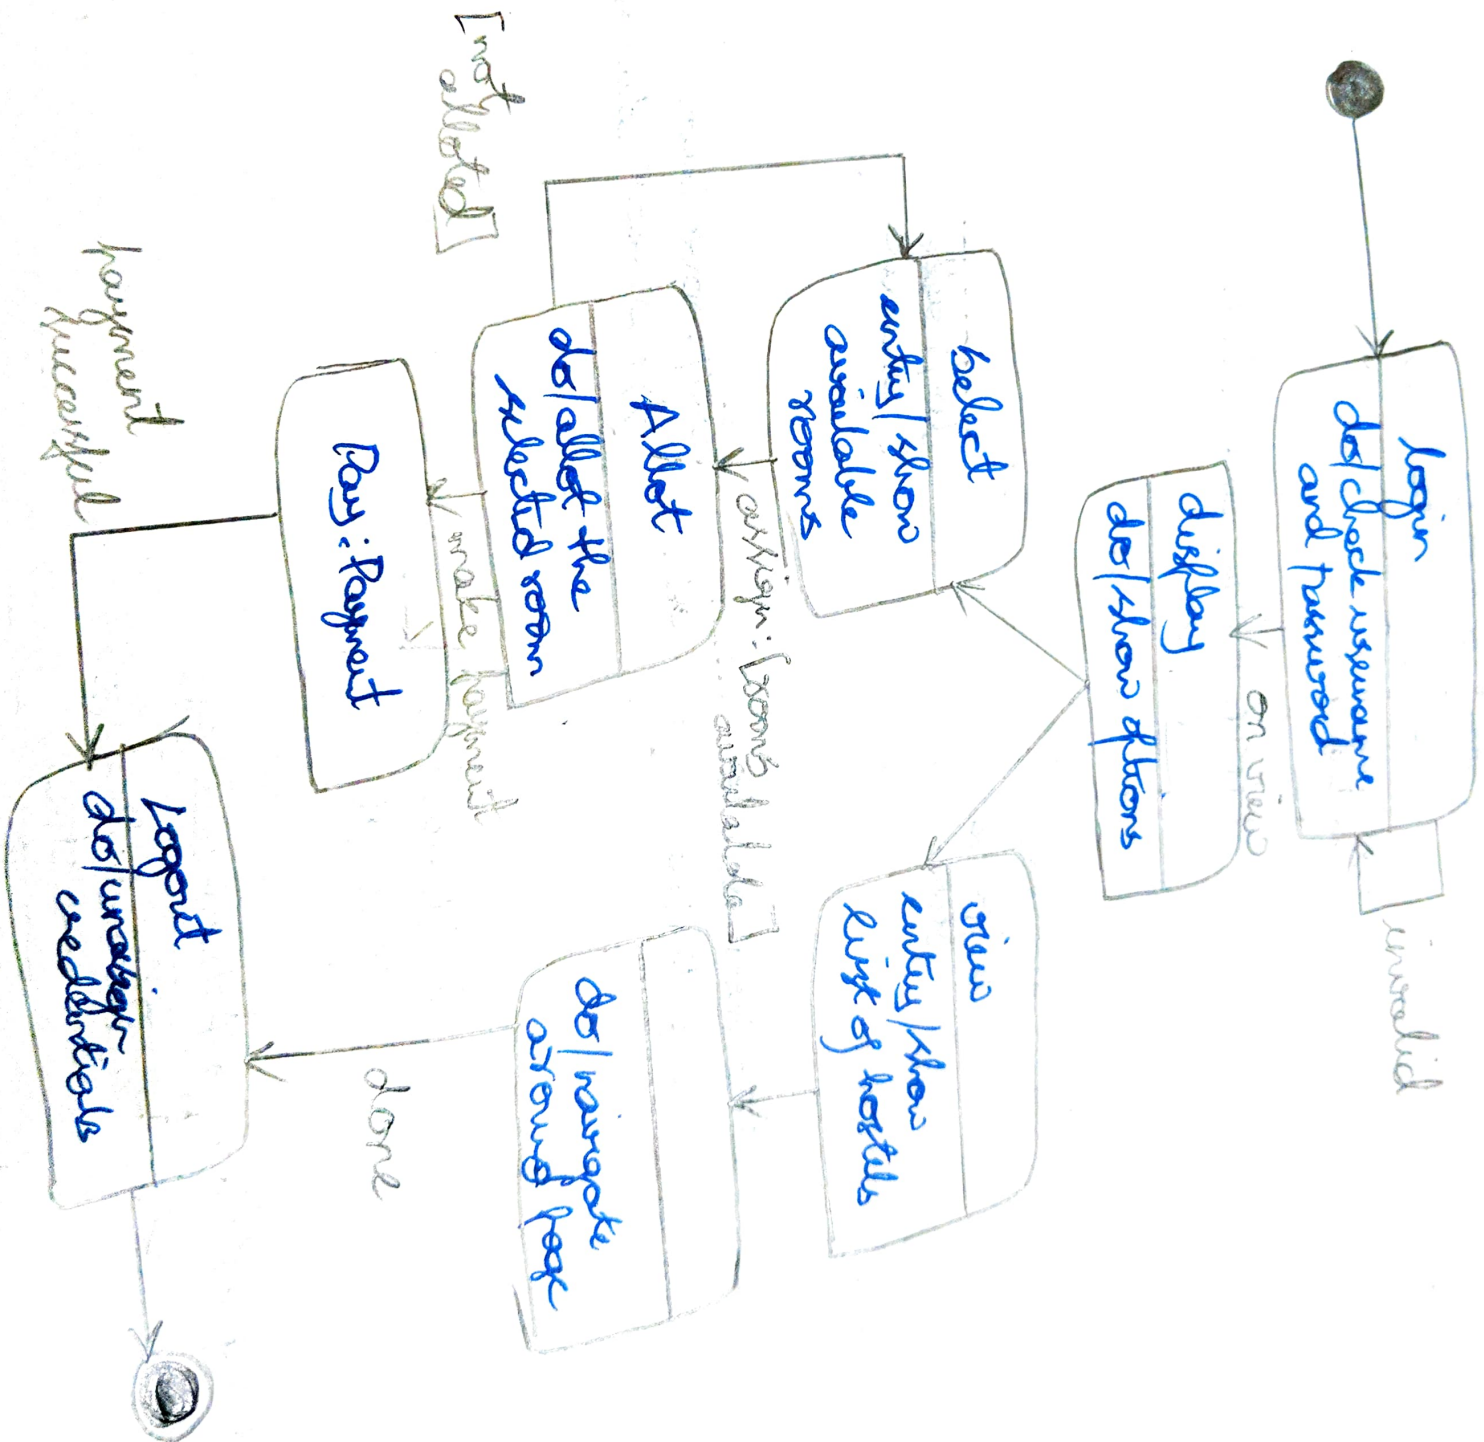 login
do/check username
and password
invalid
on view
display
do/show options
select
entry/show
available
rooms
view
entry/show
list of hostels
assign: [rooms
available]
[not
alloted]
Allot
do/allot the
selected room
do/navigate
around page
make payment
Pay: Payment
done
payment
successful
Logout
do/unassign
credentials